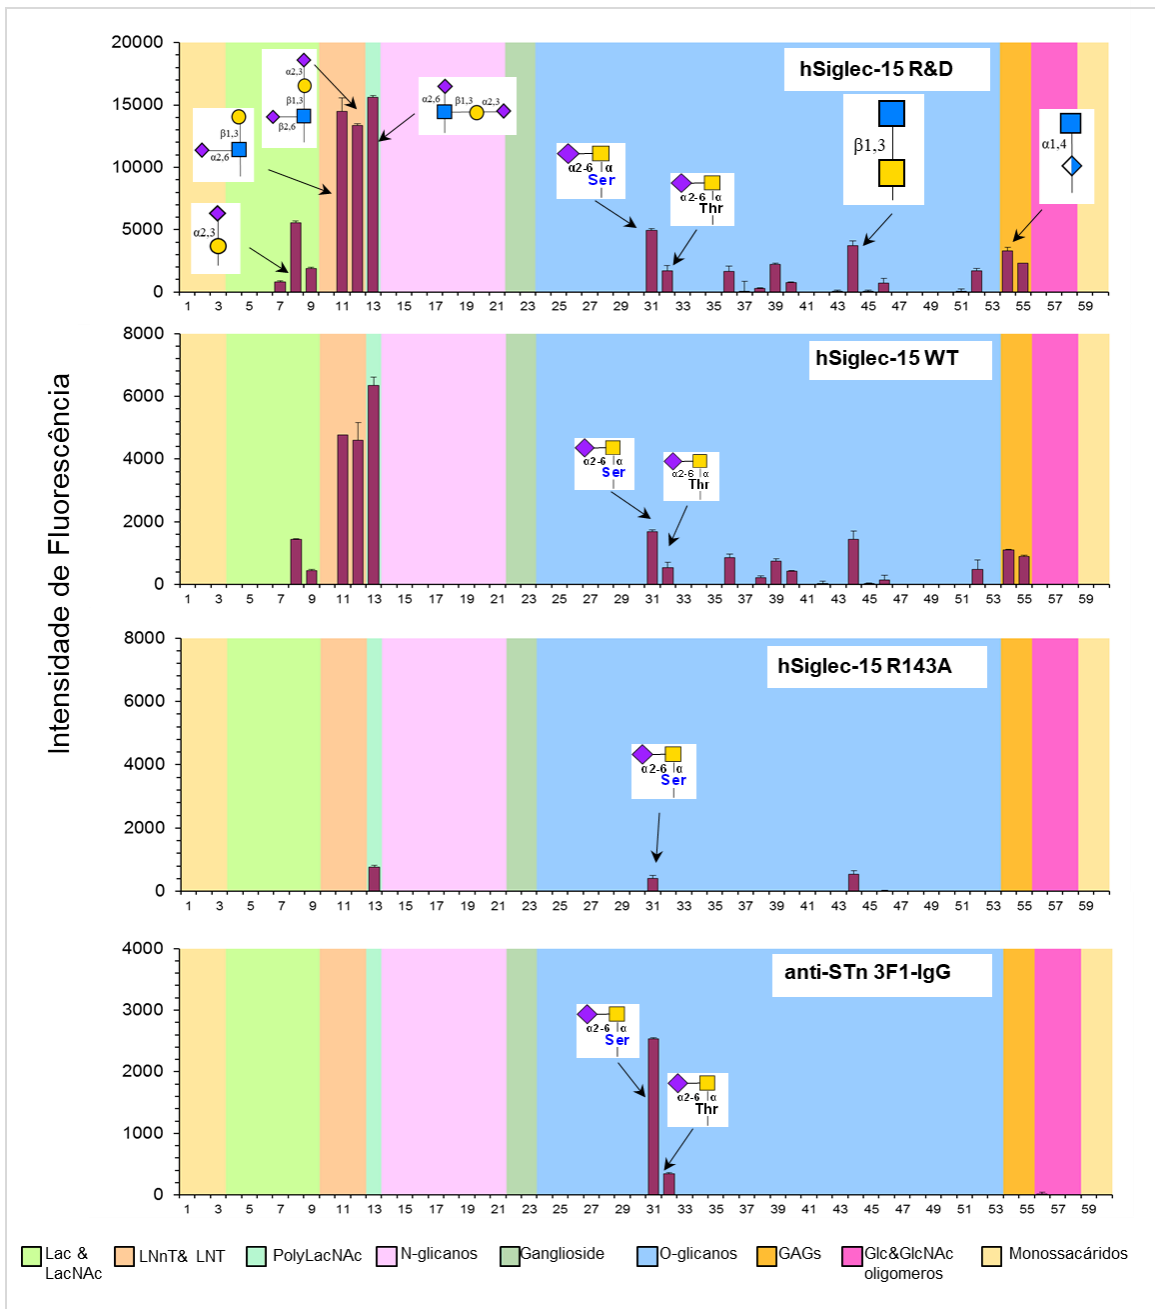 Intensidade de Fluorescência
20000
15000
10000
5000
0
hSiglec-15 R&D
α2,3
β1,3
β2,6
α2,6
β1,3
α2,3
β1,3
α2,6
α2,3
α2-6 α
Ser
α2-6 α
Thr
β1,3
α1,4
1 3 5 7 9 11 13 15 17 19 21 23 25 27 29 31 33 35 37 39 41 43 45 47 49 51 53 55 57 59
8000
6000
4000
2000
0
hSiglec-15 WT
α2-6 α
Ser
α2-6 α
Thr
1 3 5 7 9 11 13 15 17 19 21 23 25 27 29 31 33 35 37 39 41 43 45 47 49 51 53 55 57 59
8000
6000
4000
2000
0
hSiglec-15 R143A
α2-6 α
Ser
1 3 5 7 9 11 13 15 17 19 21 23 25 27 29 31 33 35 37 39 41 43 45 47 49 51 53 55 57 59
4000
3000
2000
1000
0
anti-STn 3F1-IgG
α2-6 α
Ser
α2-6 α
Thr
1 3 5 7 9 11 13 15 17 19 21 23 25 27 29 31 33 35 37 39 41 43 45 47 49 51 53 55 57 59
Lac &
LacNAc
LNnT& LNT
PolyLacNAc
N-glicanos
Ganglioside
O-glicanos
GAGs
Glc&GlcNAc
oligomeros
Monossacáridos